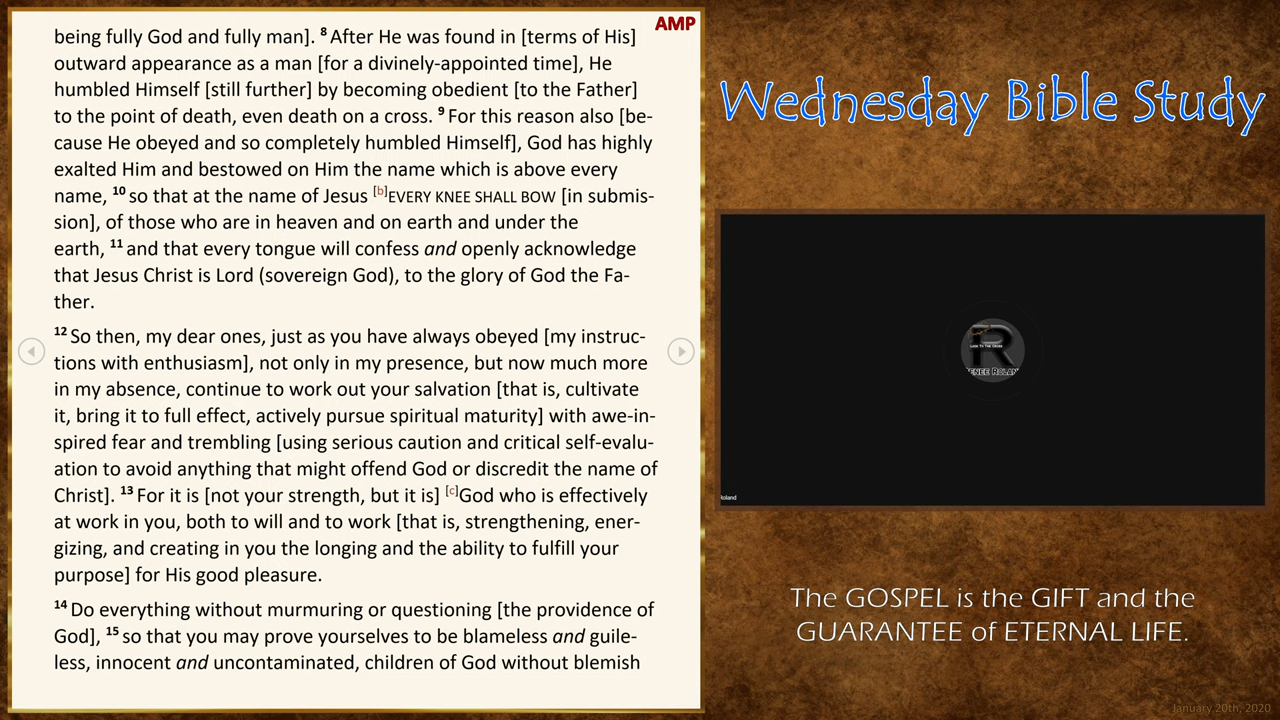 AMP
being fully God and fully man]. 8 After He was found in [terms of His]
outward appearance as a man [for a divinely-appointed time], He
humbled Himself [still further] by becoming obedient [to the Father]
to the point of death, even death on a cross. 9 For this reason also [be-
cause He obeyed and so completely humbled Himself], God has highly
exalted Him and bestowed on Him the name which is above every
name, 10 so that at the name of Jesus [b]EVERY KNEE SHALL BOW [in submis-
sion], of those who are in heaven and on earth and under the
earth, 11 and that every tongue will confess and openly acknowledge
that Jesus Christ is Lord (sovereign God), to the glory of God the Fa-
ther.
12 So then, my dear ones, just as you have always obeyed [my instruc-
tions with enthusiasm], not only in my presence, but now much more
in my absence, continue to work out your salvation [that is, cultivate
it, bring it to full effect, actively pursue spiritual maturity] with awe-in-
spired fear and trembling [using serious caution and critical self-evalu-
ation to avoid anything that might offend God or discredit the name of
Christ]. 13 For it is [not your strength, but it is] [c]God who is effectively
at work in you, both to will and to work [that is, strengthening, ener-
gizing, and creating in you the longing and the ability to fulfill your
purpose] for His good pleasure.
14 Do everything without murmuring or questioning [the providence of
God], 15 so that you may prove yourselves to be blameless and guile-
less, innocent and uncontaminated, children of God without blemish
Wednesday Bible Study
R
LOOK TO THE CROSS
ENEE ROLAN
Roland
The GOSPEL is the GIFT and the
GUARANTEE of ETERNAL LIFE.
January 20th, 2020